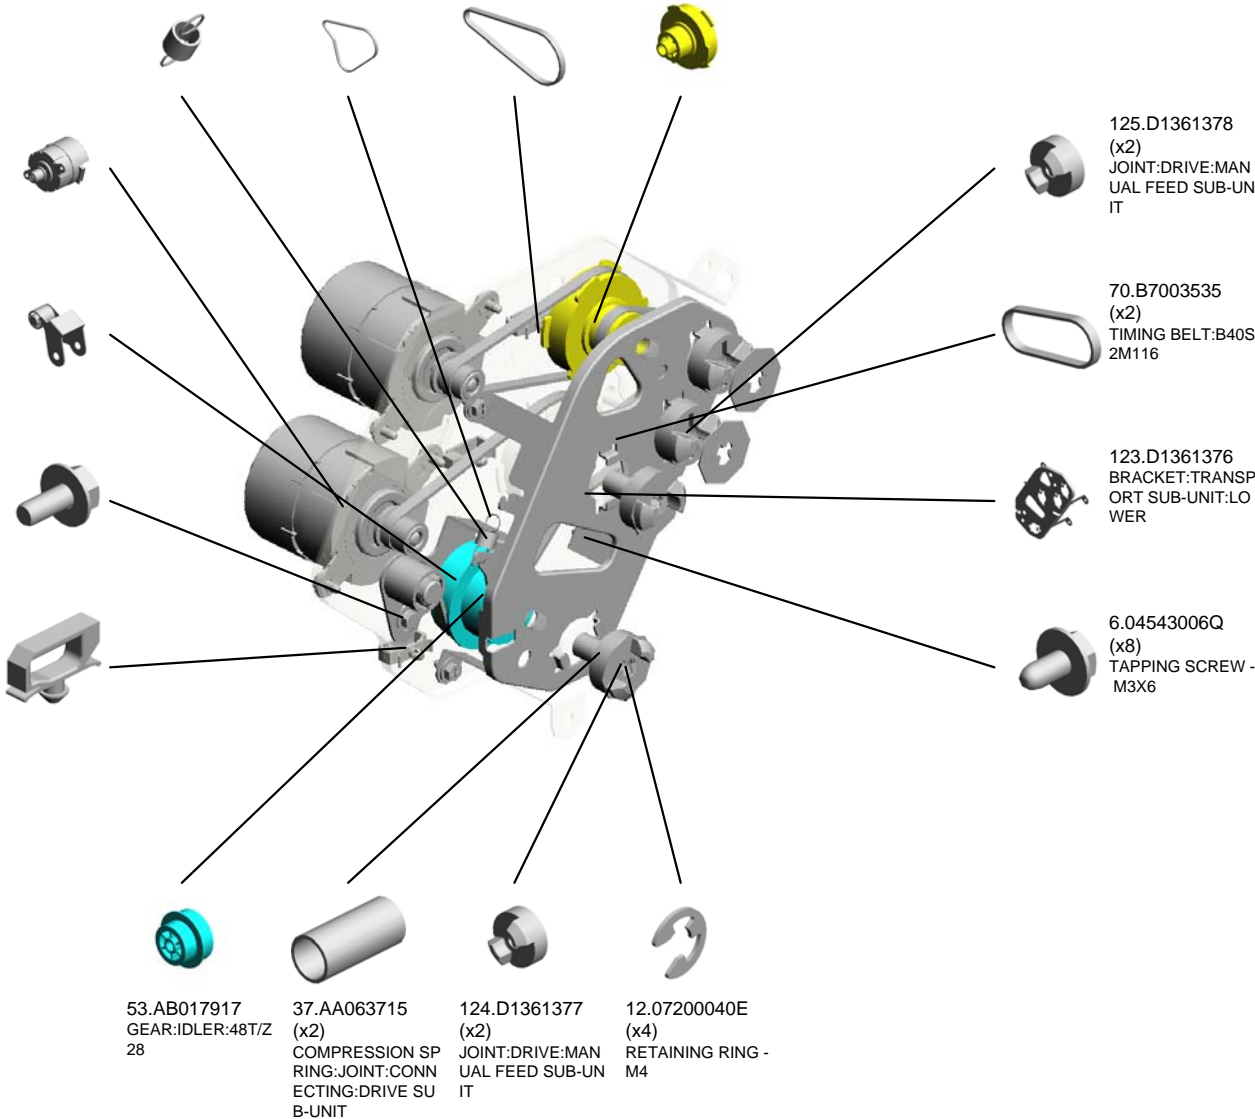 125.D1361378
(x2)
JOINT:DRIVE:MAN
UAL FEED SUB-UN
IT
70.B7003535
(x2)
TIMING BELT:B40S
2M116
123.D1361376
BRACKET:TRANSP
ORT SUB-UNIT:LO
WER
6.04543006Q
(x8)
TAPPING SCREW -
M3X6
53.AB017917
GEAR:IDLER:48T/Z
28
37.AA063715
(x2)
COMPRESSION SP
RING:JOINT:CONN
ECTING:DRIVE SU
B-UNIT
124.D1361377
(x2)
JOINT:DRIVE:MAN
UAL FEED SUB-UN
IT
12.07200040E
(x4)
RETAINING RING -
M4